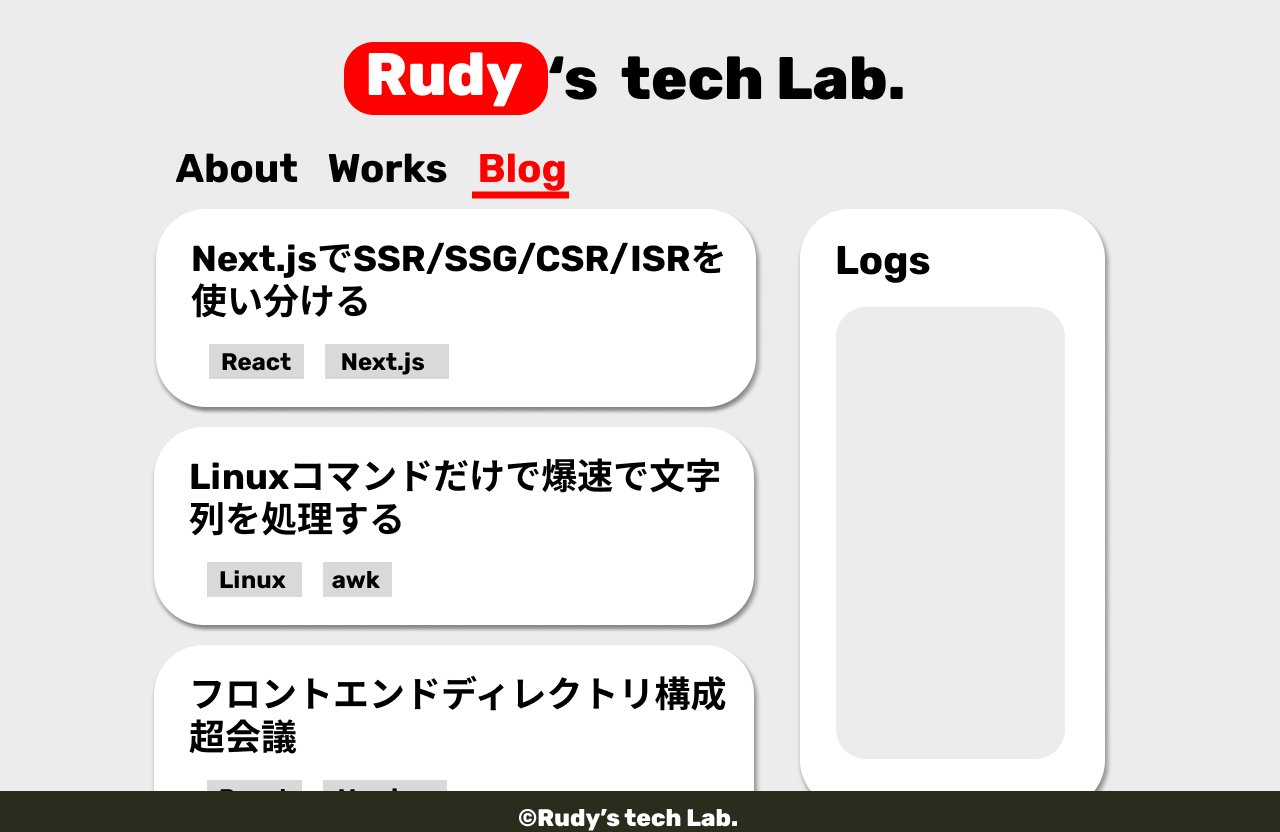 Rudy‘s tech Lab.
About Works Blog
Next.jsでSSR/SSG/CSR/ISRを
使い分ける
React Next.js
Linuxコマンドだけで爆速で文字
列を処理する
Linux awk
フロントエンドディレクトリ構成
超会議
Logs
©Rudy’s tech Lab.